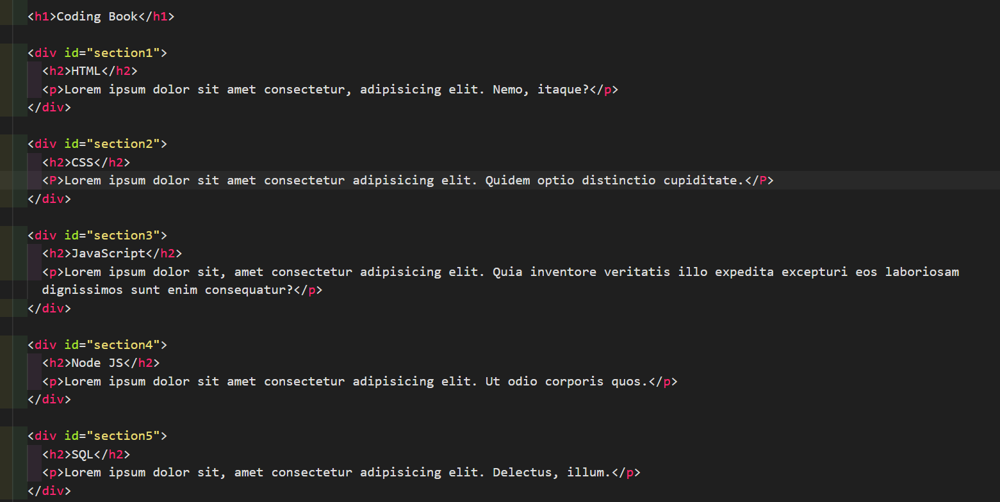 <h1>Coding Book</h1>
<div id="section1">
<h2>HTML</h2>
<p>Lorem ipsum dolor sit amet consectetur, adipisicing elit. Nemo, itaque?</p>
</div>
<div id="section2">
<h2>CSS</h2>
<P>Lorem ipsum dolor sit amet consectetur adipisicing elit. Quidem optio distinctio cupiditate.</P>
</div>
<div id="section3">
<h2>JavaScript</h2>
<p>Lorem ipsum dolor sit, amet consectetur adipisicing elit. Quia inventore veritatis illo expedita excepturi eos laboriosam
dignissimos sunt enim consequatur?</p>
</div>
<div id="section4">
<h2>Node JS</h2>
<p>Lorem ipsum dolor sit amet consectetur adipisicing elit. Ut odio corporis quos.</p>
</div>
<div id="section5">
<h2>SQL</h2>
<p>Lorem ipsum dolor sit, amet consectetur adipisicing elit. Delectus, illum.</p>
</div>